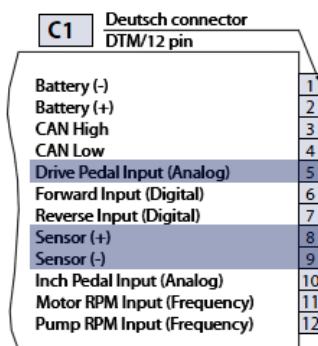 C1 Deutsch connector
DTM/12 pin
Battery (-) 1
Battery (+) 2
CAN High 3
CAN Low 4
Drive Pedal Input (Analog) 5
Forward Input (Digital) 6
Reverse Input (Digital) 7
Sensor (+) 8
Sensor (-) 9
Inch Pedal Input (Analog) 10
Motor RPM Input (Frequency) 11
Pump RPM Input (Frequency) 12